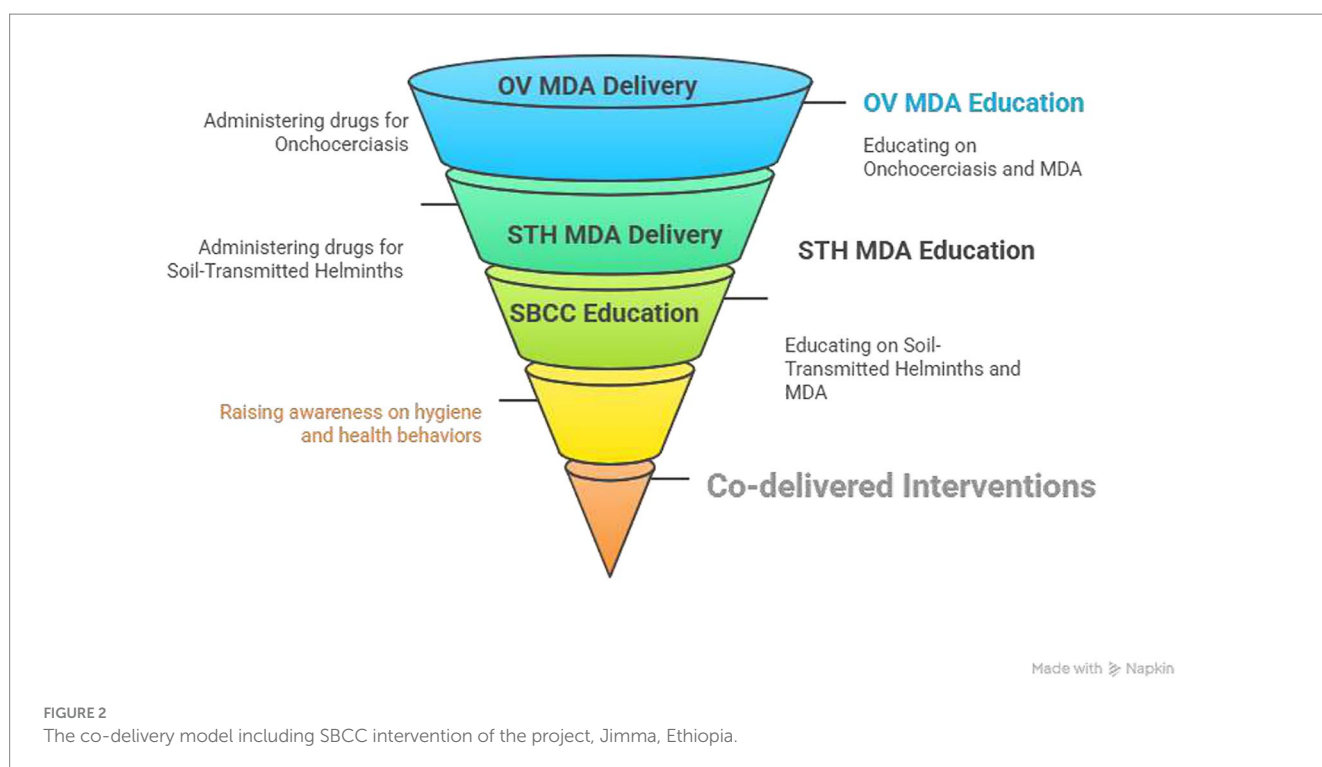 OV MDA Delivery
OV MDA Education
Administering drugs for
Onchocerciasis
Educating on
Onchocerciasis and MDA
STH MDA Delivery
STH MDA Education
Administering drugs for
Soil-Transmitted Helminths
SBCC Education
Educating on Soil-
Transmitted Helminths and
MDA
Raising awareness on hygiene
and health behaviors
Co-delivered Interventions
Made with Napkin
FIGURE 2
The co-delivery model including SBCC intervention of the project, Jimma, Ethiopia.